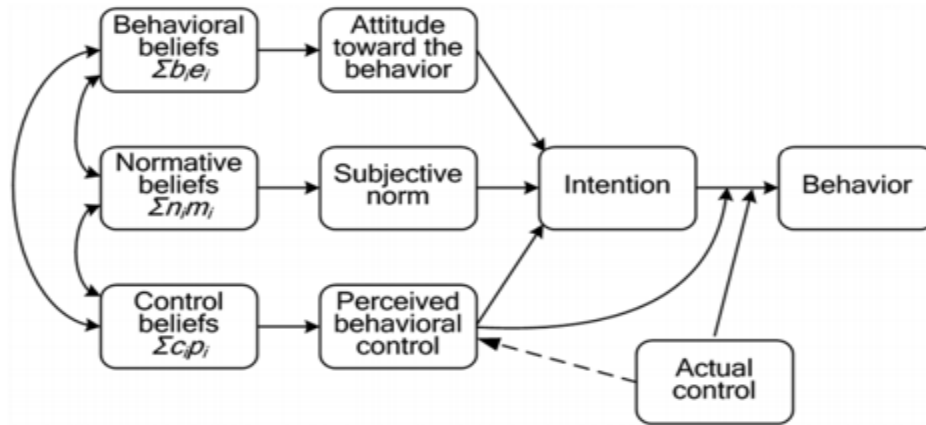 Behavioral
beliefs
Σbᵢeᵢ
Attitude
toward the
behavior
Normative
beliefs
Σnᵢmᵢ
Subjective
norm
Intention
Behavior
Control
beliefs
Σcᵢpᵢ
Perceived
behavioral
control
Actual
control